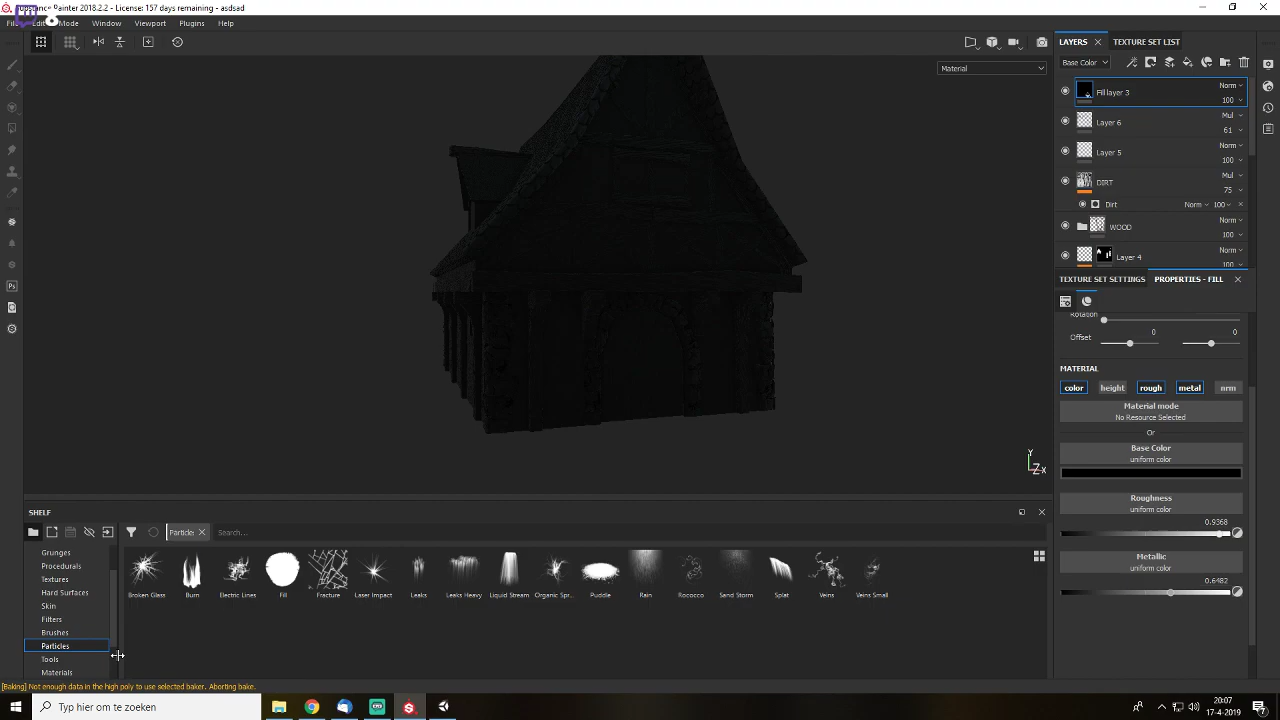 Substance Painter 2018.2.2 - License: 157 days remaining - asdsad
File Edit Mode Window Viewport Plugins
Material
LAYERS TEXTURE SET LIST
Base Color
Fill layer 3 Norm 100
Layer 6 Mul 61
Layer 5 Norm 100
DIRT Mul 75
Dirt Norm 100
WOOD Norm 100
Layer 4 Norm 100
TEXTURE SET SETTINGS PROPERTIES - FILL
Rotation
0 0
Offset
MATERIAL
color height rough metal nrm
Material mode
No Resource Selected
Or
Base Color
uniform color
Roughness
uniform color
0.9368
Metallic
uniform color
0.6482
Y
Z X
SHELF
Particle Search...
Grunges
Procedurals
Textures
Hard Surfaces
Skin
Filters
Brushes
Particles
Tools
Materials
Broken Glass Burn Electric Lines Fill Fracture Laser Impact Leaks Leaks Heavy Liquid Stream Organic Spr... Puddle Rain Rococco Sand Storm Splat Veins Veins Small
[Baking] Not enough data in the high poly to use selected baker. Aborting bake.
Typ hier om te zoeken
20:07
17-4-2019